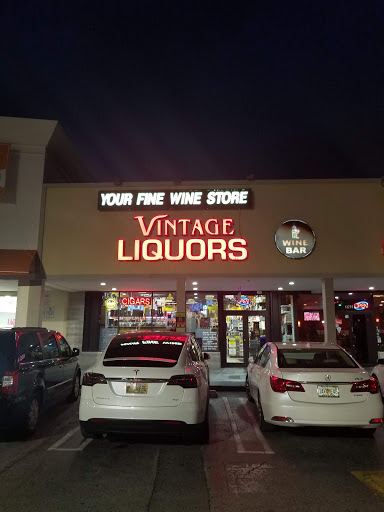 YOUR FINE WINE STORE
VINTAGE
LIQUORS
WINE
BAR
CIGARS